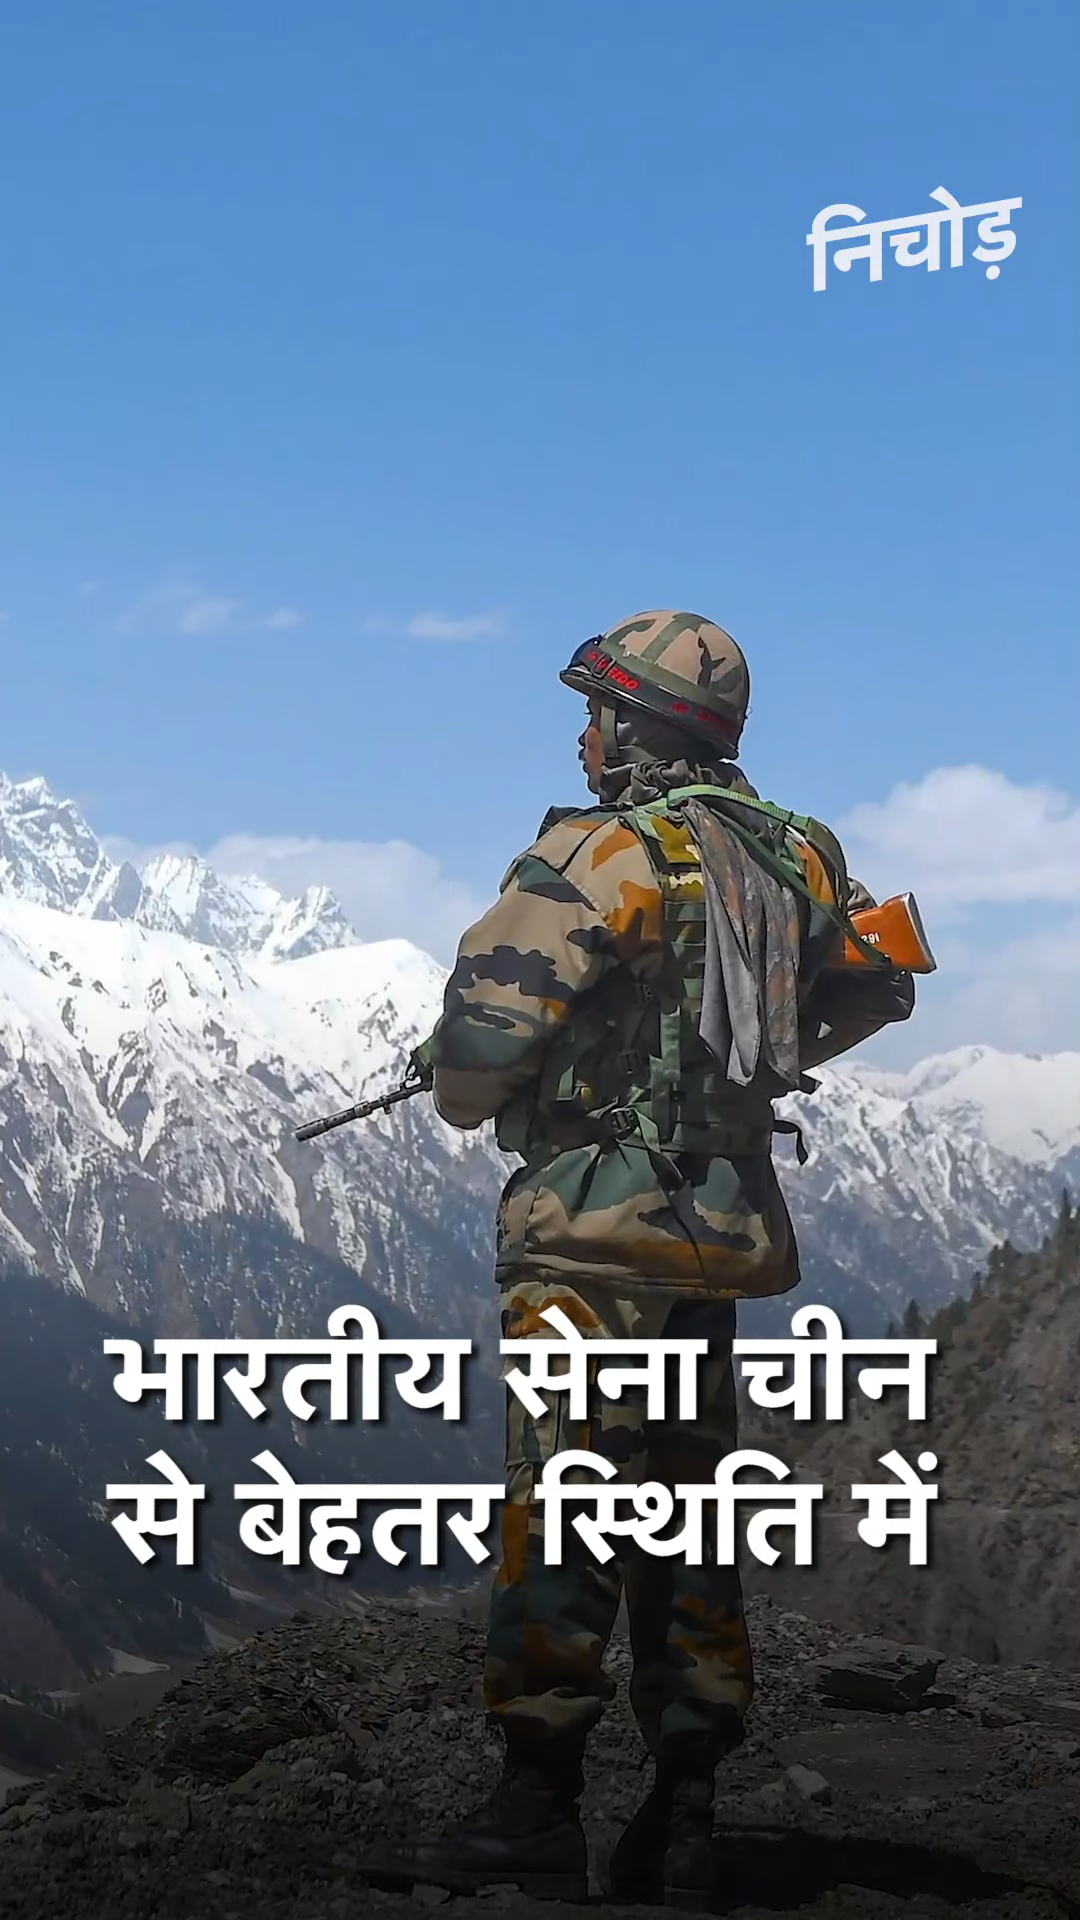 निचोड़
भारतीय सेना चीन
से बेहतर स्थिति में